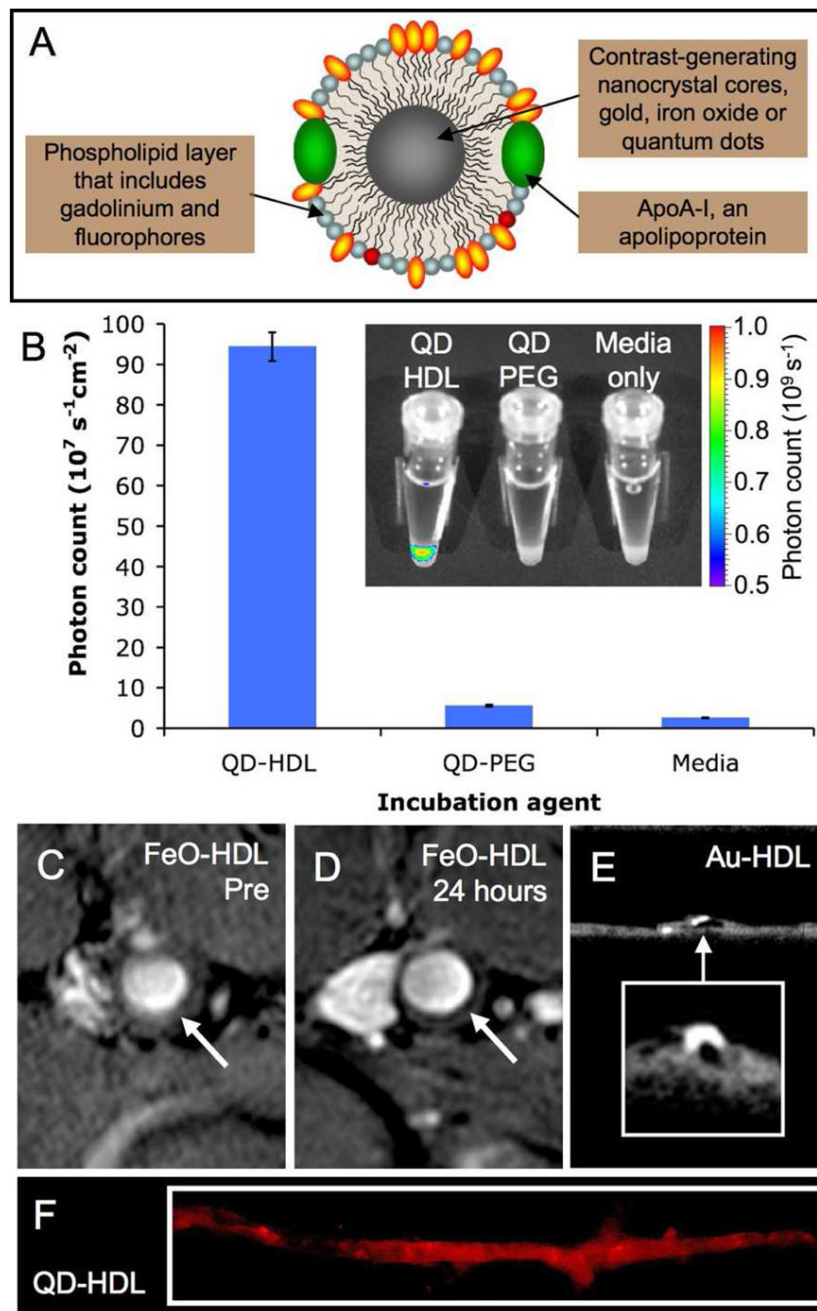 A
Contrast-generating
nanocrystal cores,
gold, iron oxide or
quantum dots
Phospholipid layer
that includes
gadolinium and
fluorophores
ApoA-I, an
apolipoprotein
B
Photon count (10⁷ s⁻¹cm⁻²)
100
90
80
70
60
50
40
30
20
10
0
QD
HDL
QD
PEG
Media
only
1.0
0.9
0.8
0.7
0.6
0.5
Photon count (10⁹ s⁻¹)
QD-HDL
QD-PEG
Media
Incubation agent
C
FeO-HDL
Pre
D
FeO-HDL
24 hours
E
Au-HDL
F
QD-HDL